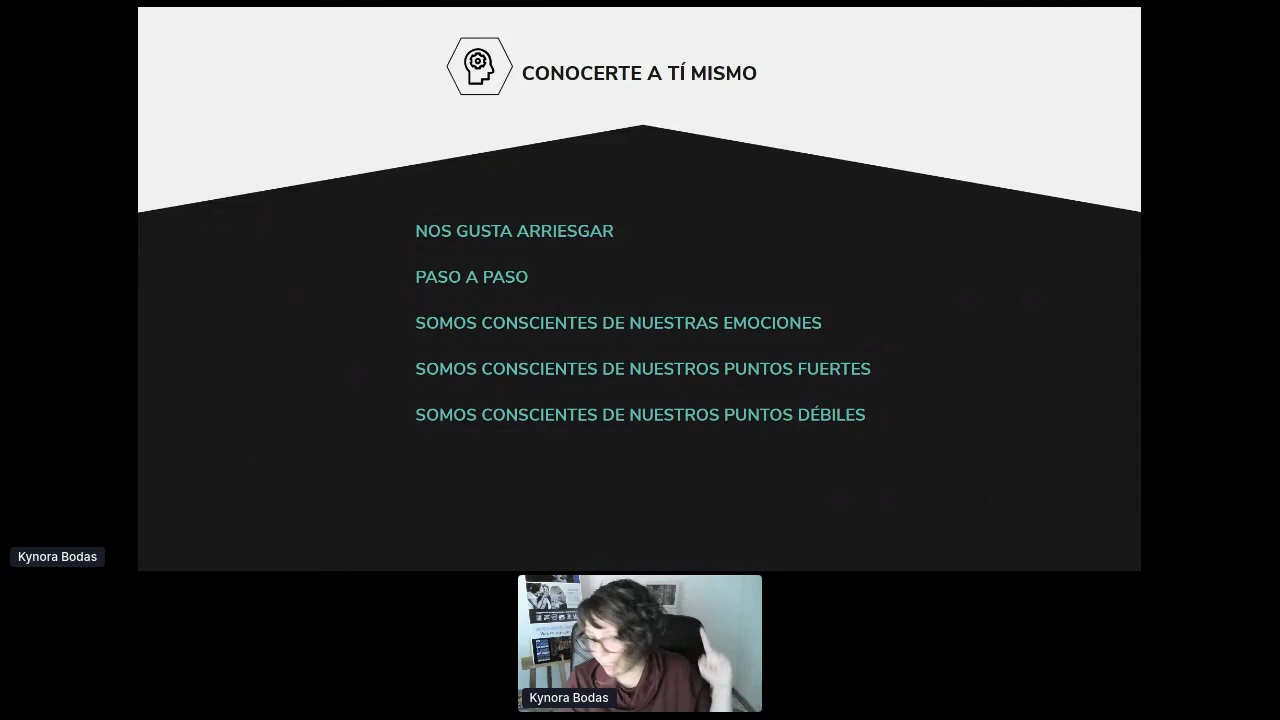 CONOCERTE A TÍ MISMO
NOS GUSTA ARRIESGAR
PASO A PASO
SOMOS CONSCIENTES DE NUESTRAS EMOCIONES
SOMOS CONSCIENTES DE NUESTROS PUNTOS FUERTES
SOMOS CONSCIENTES DE NUESTROS PUNTOS DÉBILES
Kynora Bodas
Kynora Bodas